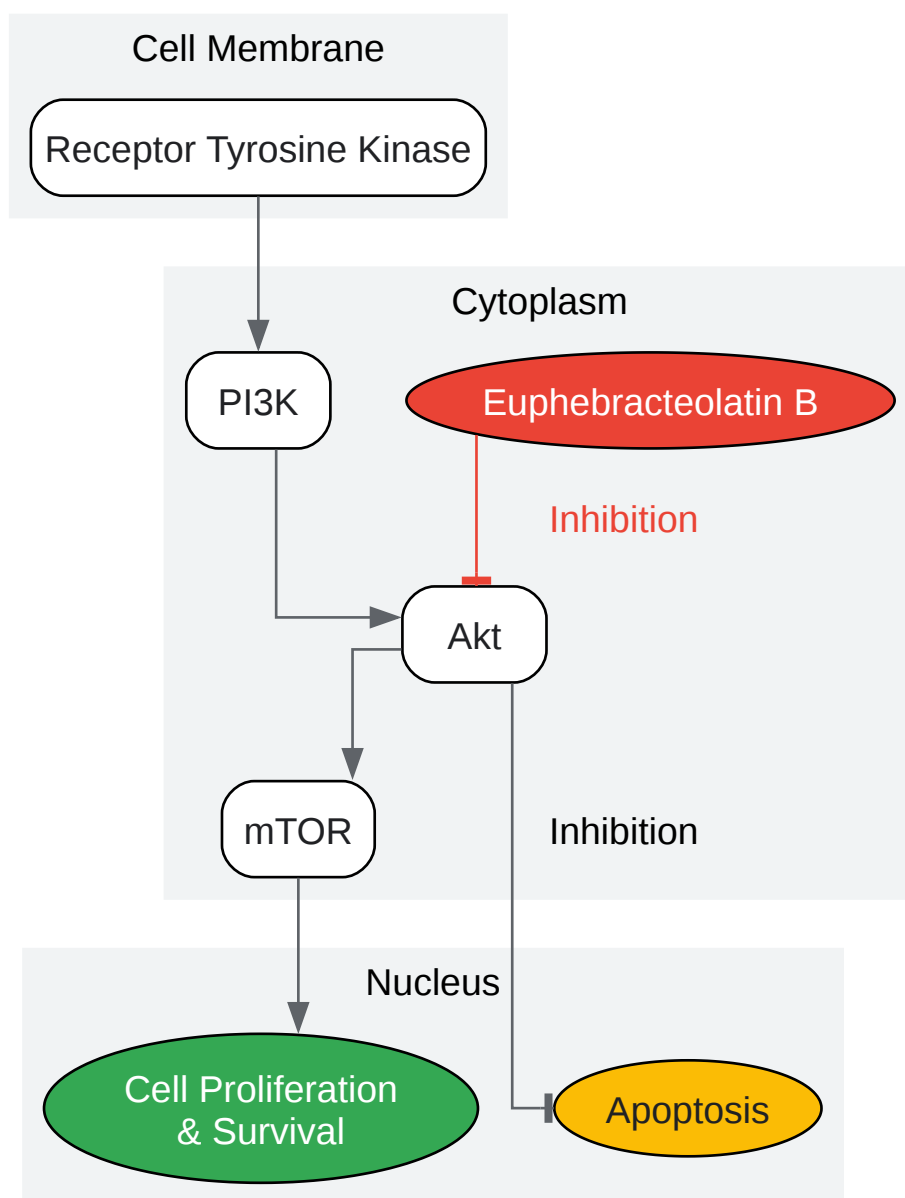 Cell Membrane
Receptor Tyrosine Kinase
Cytoplasm
PI3K
Euphebracteolatin B
Inhibition
Akt
mTOR
Inhibition
Nucleus
Cell Proliferation
& Survival
Apoptosis